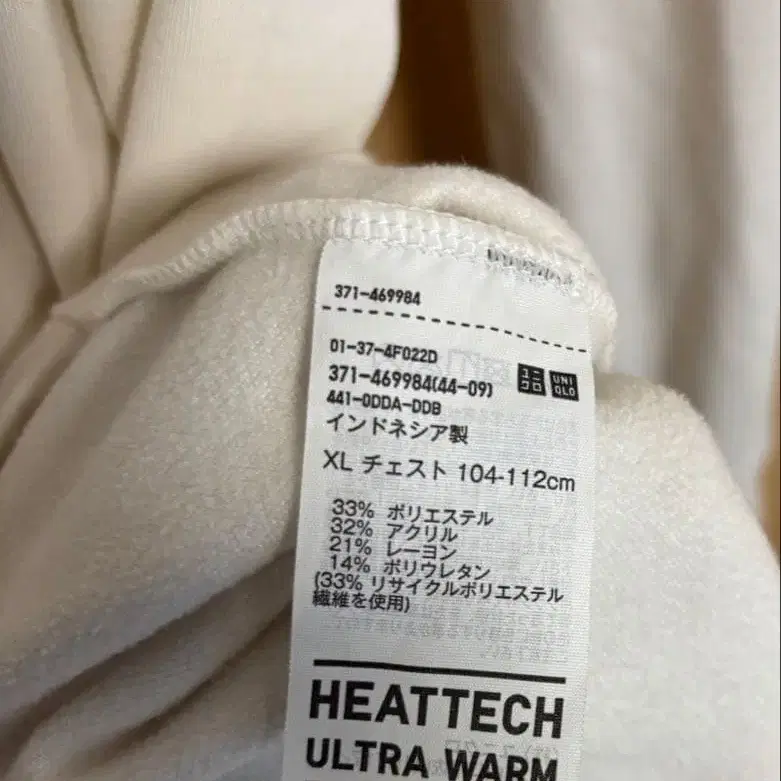 371-469984
01-37-4F022D
371-469984(44-09)
ユニ
クロ
UNI
QLO
441-0DDA-DDB
インドネシア製
XL チェスト 104-112cm
33% ポリエステル
32% アクリル
21% レーヨン
14% ポリウレタン
(33% リサイクルポリエステル
繊維を使用)
HEATTECH
ULTRA WARM